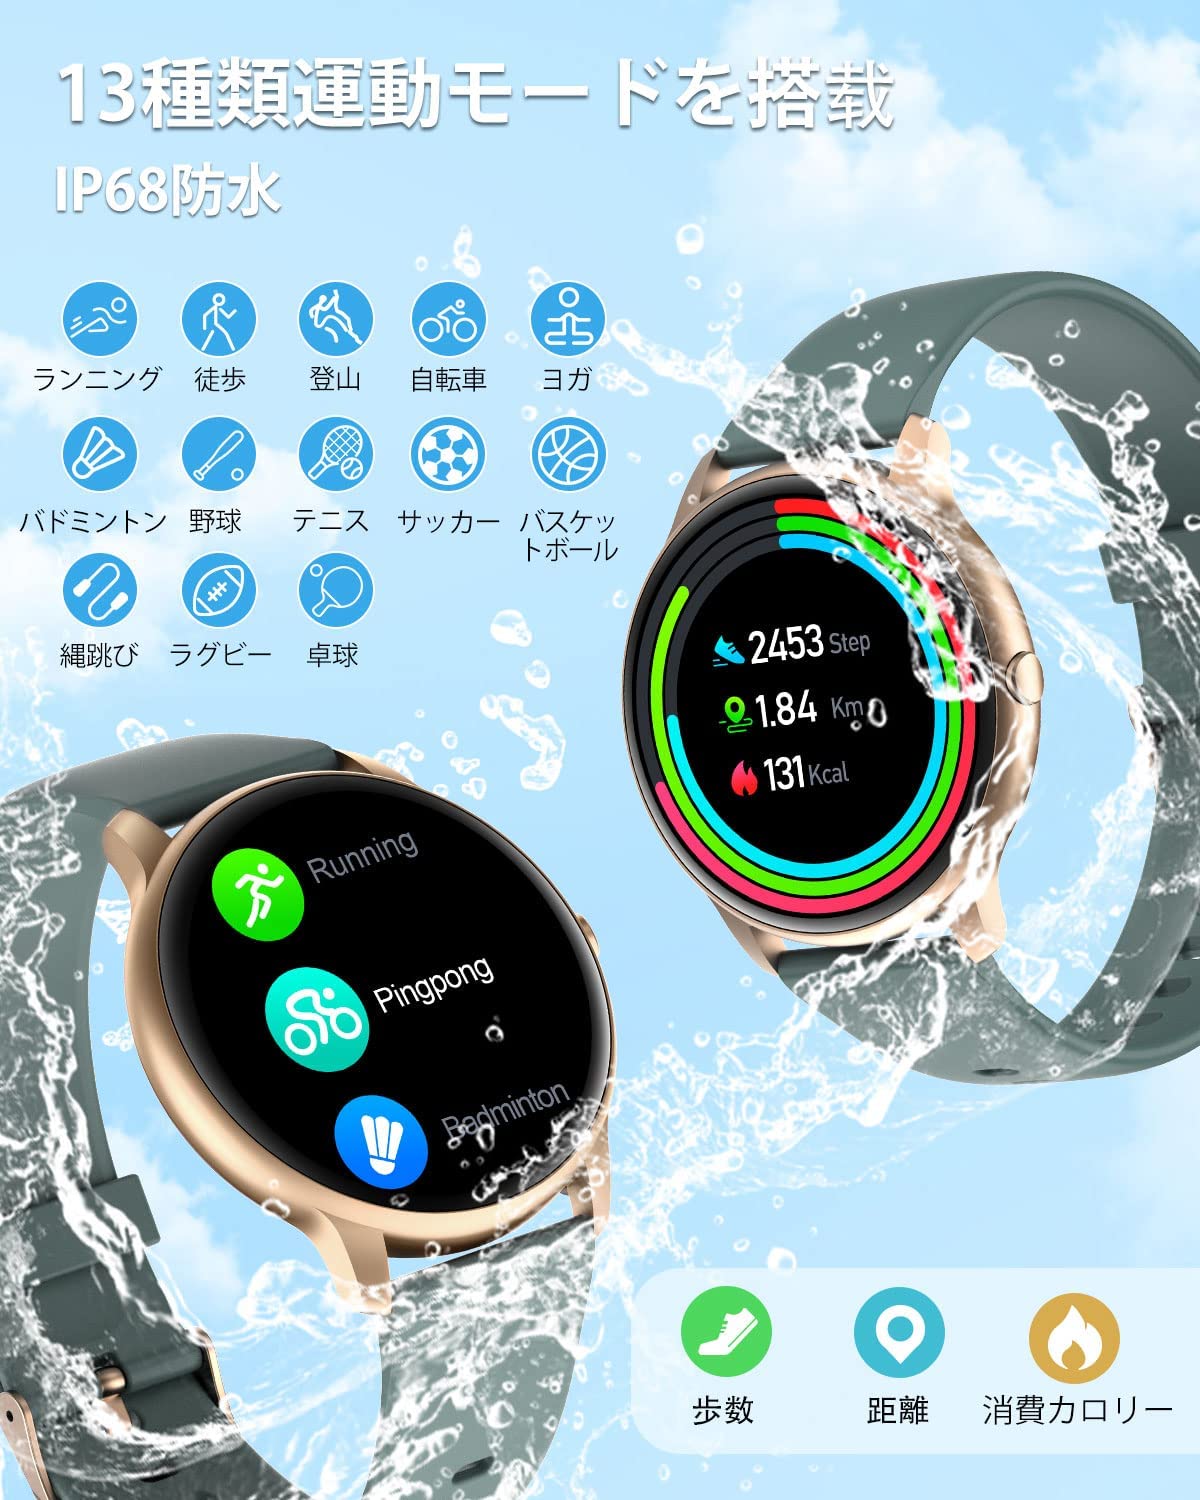 13種類運動モードを搭載
IP68防水
ランニング 徒歩 登山 自転車 ヨガ
バドミントン 野球 テニス サッカー バスケッ
トボール
縄跳び ラグビー 卓球
2453 Step
1.84 Km
131 Kcal
Running
Pingpong
Badminton
歩数 距離 消費カロリー